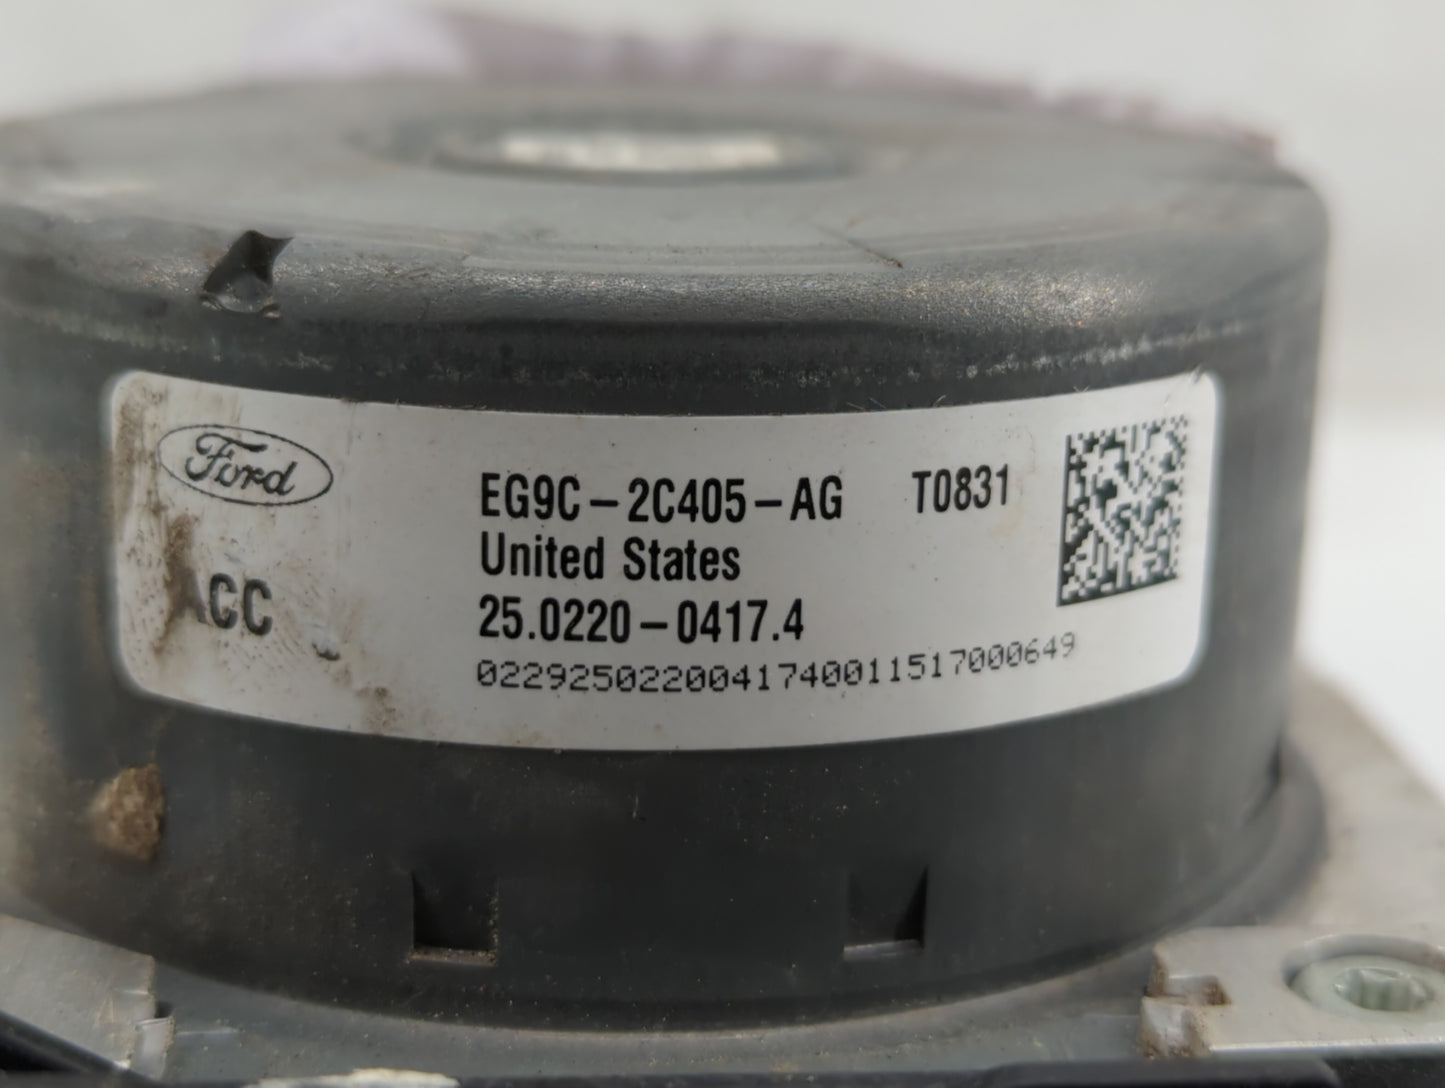 Ford
EG9C-2C405-AG T0831
United States
ACC
25.0220-0417.4
0229250220041740011517000649